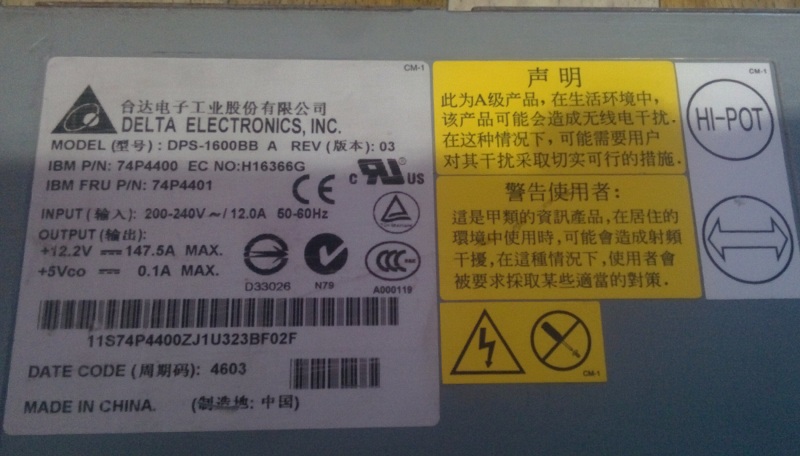 CM-1
台达电子工业股份有限公司
DELTA ELECTRONICS, INC.
MODEL (型号): DPS-1600BB A REV (版本): 03
IBM P/N: 74P4400 EC NO:H16366G
IBM FRU P/N: 74P4401
INPUT (输入): 200-240V~/12.0A 50-60Hz
OUTPUT (输出):
+12.2V 147.5A MAX.
+5Vco 0.1A MAX.
CE
c RU US
D33026
N79
CCC
A000119
11S74P4400ZJ1U323BF02F
DATE CODE (周期码): 4603
MADE IN CHINA. (制造地: 中国)
声明
此为A级产品,在生活环境中,
该产品可能会造成无线电干扰.
在这种情况下,可能需要用户
对其干扰采取切实可行的措施.
警告使用者:
這是甲類的資訊產品,在居住的
環境中使用時,可能會造成射頻
干擾,在這種情況下,使用者會
被要求採取某些適當的對策.
CM-1
CM-1
HI-POT